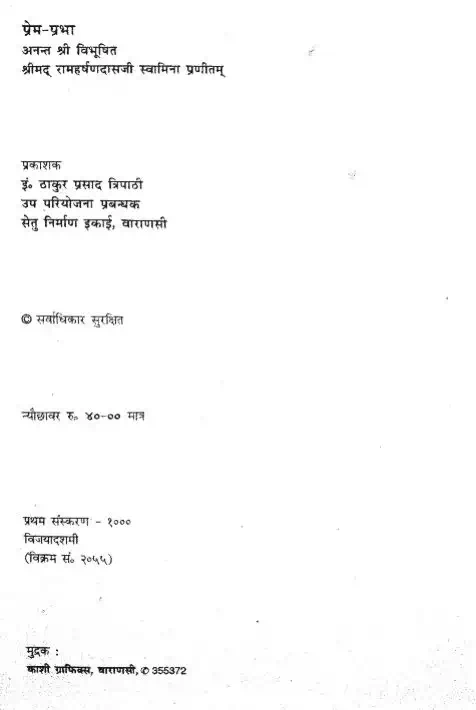 प्रेम-प्रभा
अनन्त श्री विभूषित
श्रीमद् रामहर्षणदासजी स्वामिना प्रणीतम्
प्रकाशक
इं० ठाकुर प्रसाद त्रिपाठी
उप परियोजना प्रबन्धक
सेतु निर्माण इकाई, वाराणसी
© सर्वाधिकार सुरक्षित
न्यौछावर रु० ४०-०० मात्र
प्रथम संस्करण - १०००
विजयादशमी
(विक्रम सं० २०५५)
मुद्रक :
काशी ग्राफिक्स, वाराणसी, ✆ 355372